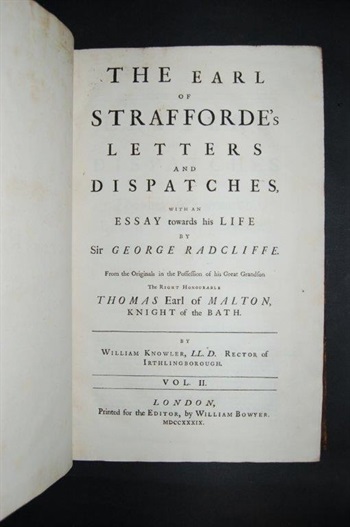 THE EARL
OF
STRAFFORDE'S
LETTERS
AND
DISPATCHES,
WITH AN
ESSAY towards his LIFE
BY
Sir GEORGE RADCLIFFE.
From the Originals in the Possession of his Great Grandson
The RIGHT HONOURABLE
THOMAS Earl of MALTON,
KNIGHT of the BATH.
BY
WILLIAM KNOWLER, LL. D. RECTOR of
IRTHLINGBOROUGH.
VOL. II.
LONDON,
Printed for the EDITOR, by WILLIAM BOWYER.
MDCCXXXIX.